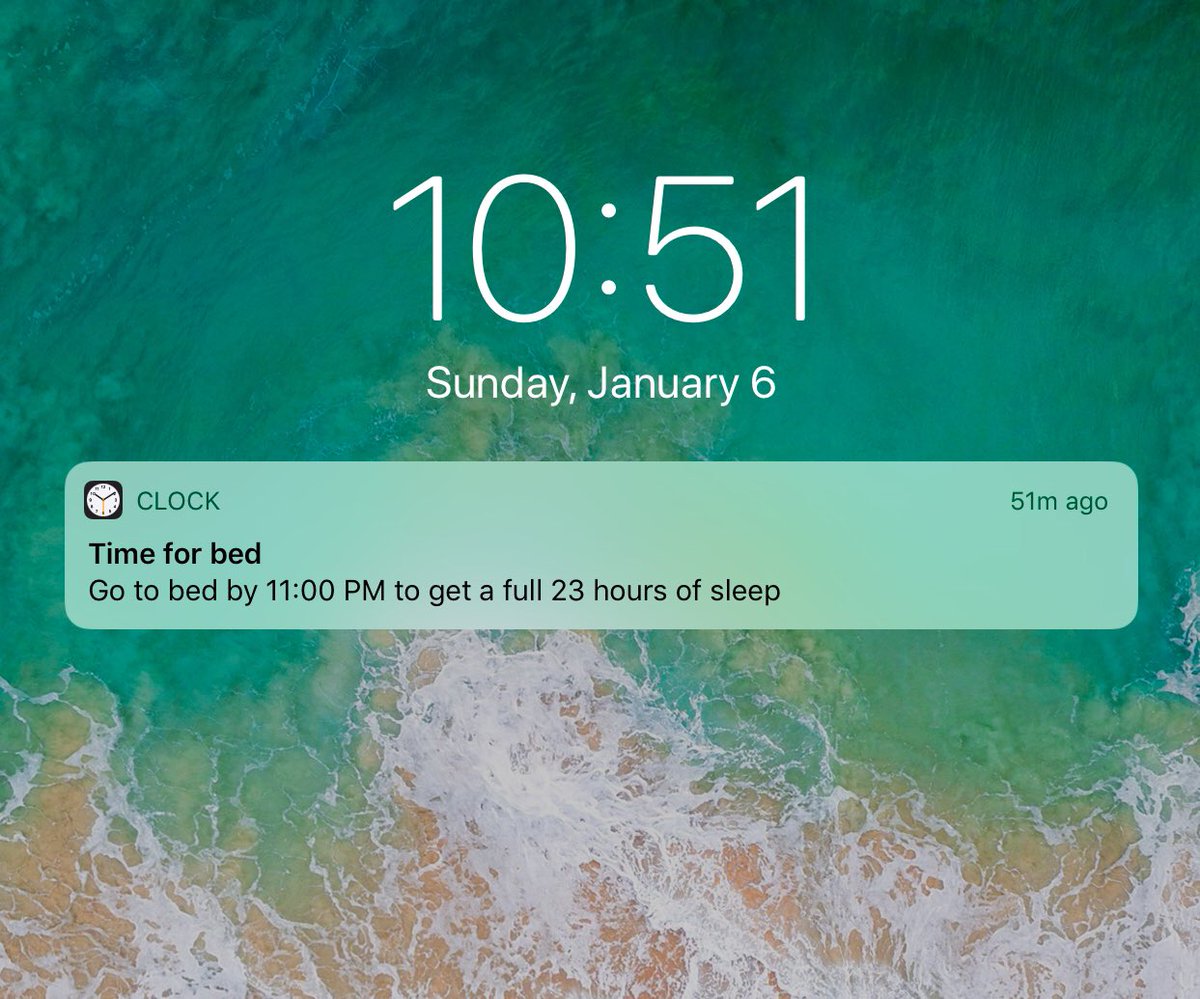 10:51
Sunday, January 6
CLOCK 51m ago
Time for bed
Go to bed by 11:00 PM to get a full 23 hours of sleep